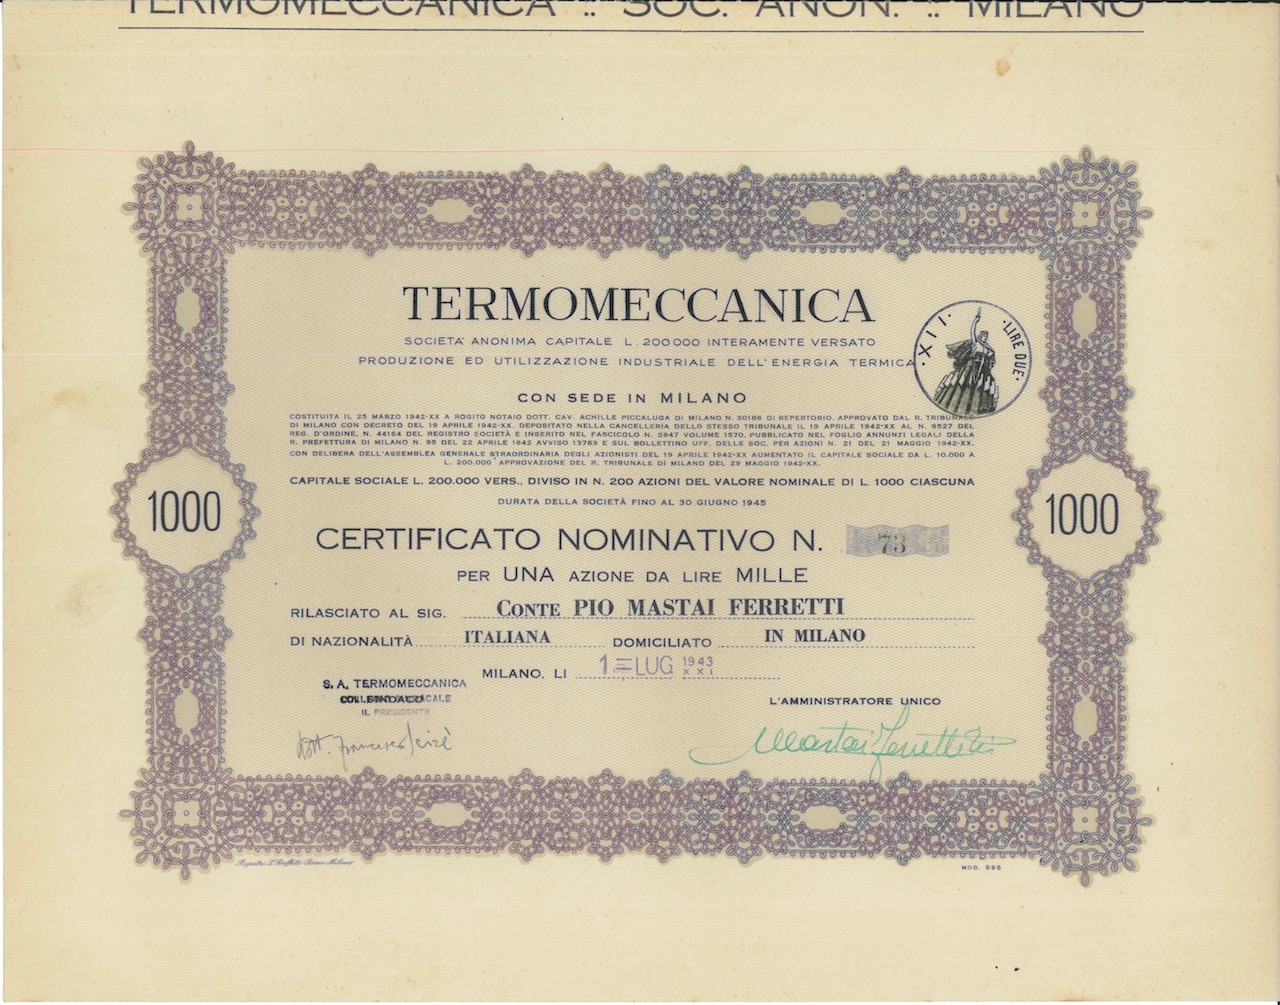 TERMOMECCANICA :: SOC. ANON. :: MILANO
TERMOMECCANICA
SOCIETA' ANONIMA CAPITALE L. 200000 INTERAMENTE VERSATO
PRODUZIONE ED UTILIZZAZIONE INDUSTRIALE DELL'ENERGIA TERMICA
·XII· ·LIRE DUE·
CON SEDE IN MILANO
COSTITUITA IL 25 MARZO 1942-XX A ROGITO NOTAIO DOTT. CAV. ACHILLE PICCALUGA DI MILANO N. 30186 DI REPERTORIO. APPROVATO DAL R. TRIBUNALE
DI MILANO CON DECRETO DEL 19 APRILE 1942-XX. DEPOSITATO NELLA CANCELLERIA DELLO STESSO TRIBUNALE IL 19 APRILE 1942-XX AL N. 9527 DEL
REG. D'ORDINE, N. 44164 DEL REGISTRO SOCIETÀ E INSERITO NEL FASCICOLO N. 2947 VOLUME 1570. PUBBLICATO NEL FOGLIO ANNUNZI LEGALI DELLA
R. PREFETTURA DI MILANO N. 95 DEL 22 APRILE 1942 AVVISO 13763 E SUL BOLLETTINO UFF. DELLE SOC. PER AZIONI N. 21 DEL 21 MAGGIO 1942-XX.
CON DELIBERA DELL'ASSEMBLEA GENERALE STRAORDINARIA DEGLI AZIONISTI DEL 19 APRILE 1942-XX AUMENTATO IL CAPITALE SOCIALE DA L. 10.000 A
L. 200.000 APPROVAZIONE DEL R. TRIBUNALE DI MILANO DEL 29 MAGGIO 1942-XX.
CAPITALE SOCIALE L. 200.000 VERS., DIVISO IN N. 200 AZIONI DEL VALORE NOMINALE DI L. 1000 CIASCUNA
DURATA DELLA SOCIETÀ FINO AL 30 GIUGNO 1945
1000
1000
CERTIFICATO NOMINATIVO N. 73
PER UNA AZIONE DA LIRE MILLE
RILASCIATO AL SIG. CONTE PIO MASTAI FERRETTI
DI NAZIONALITÀ ITALIANA DOMICILIATO IN MILANO
MILANO, LI 1 = LUG 1943 XXI
S. A. TERMOMECCANICA
COLLEGIO SINDACALE
IL PRESIDENTE
L'AMMINISTRATORE UNICO
dott. Francesco
Mastai Ferretti
MOD. 996